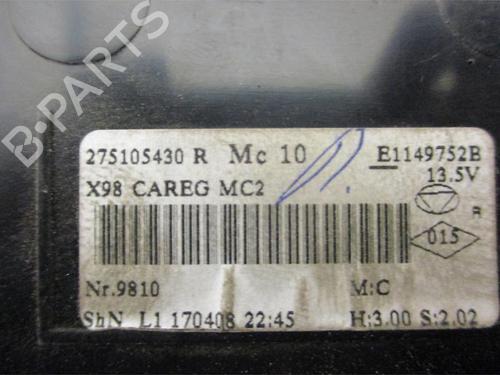 B-PARTS
275105430 R Mc 10 E1149752B
X98 CAREG MC2 13.5V
R
015
Nr.9810 M:C
ShN L1 170408 22:45 H:3.00 S:2.02